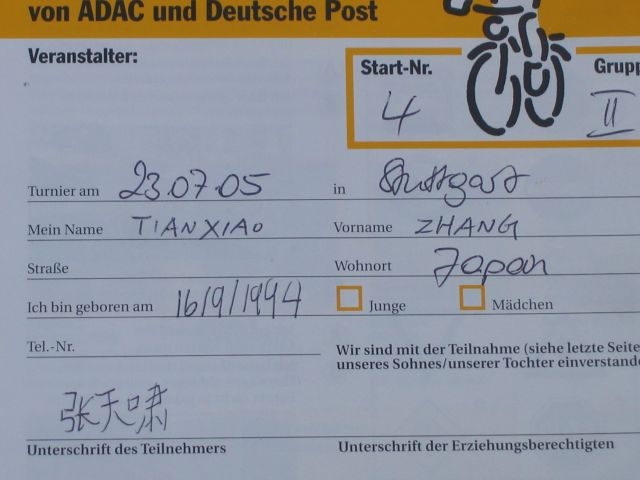 von ADAC und Deutsche Post
Veranstalter:
Start-Nr. Grupp
4 II
Turnier am 23.07.05 in Stuttgart
Mein Name TIANXIAO Vorname ZHANG
Straße Wohnort Japan
Ich bin geboren am 16/9/1994 Junge Mädchen
Tel.-Nr. Wir sind mit der Teilnahme (siehe letzte Seite
unseres Sohnes/unserer Tochter einverstande
张天啸
Unterschrift des Teilnehmers Unterschrift der Erziehungsberechtigten